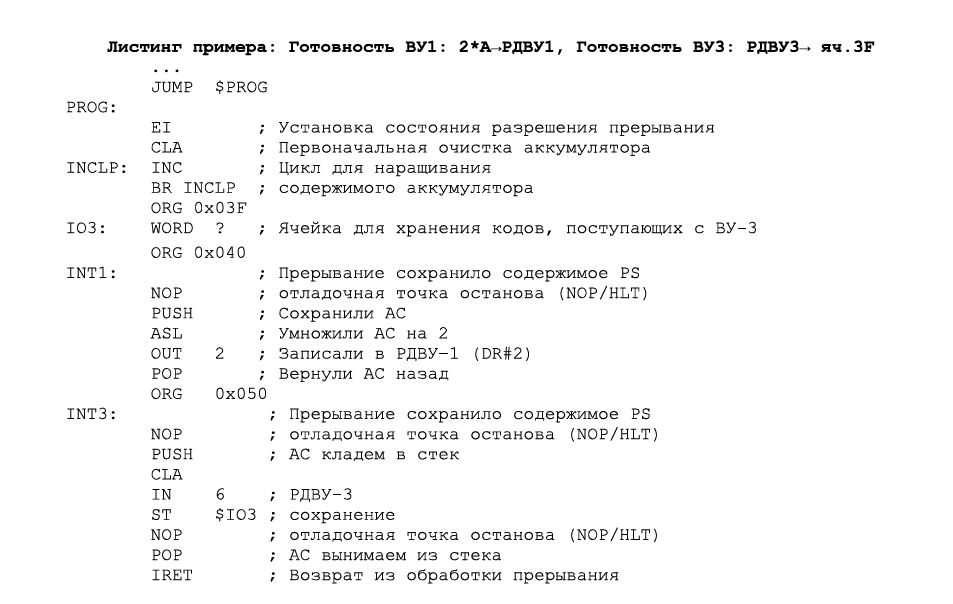 Листинг примера: Готовность ВУ1: 2*A→РДВУ1, Готовность ВУ3: РДВУ3→ яч.3F
...
JUMP $PROG
PROG:
EI ; Установка состояния разрешения прерывания
CLA ; Первоначальная очистка аккумулятора
INCLP: INC ; Цикл для наращивания
BR INCLP ; содержимого аккумулятора
ORG 0x03F
IO3: WORD ? ; Ячейка для хранения кодов, поступающих с ВУ-3
ORG 0x040
INT1: ; Прерывание сохранило содержимое PS
NOP ; отладочная точка останова (NOP/HLT)
PUSH ; Сохранили АС
ASL ; Умножили АС на 2
OUT 2 ; Записали в РДВУ-1 (DR#2)
POP ; Вернули АС назад
ORG 0x050
INT3: ; Прерывание сохранило содержимое PS
NOP ; отладочная точка останова (NOP/HLT)
PUSH ; АС кладем в стек
CLA
IN 6 ; РДВУ-3
ST $IO3 ; сохранение
NOP ; отладочная точка останова (NOP/HLT)
POP ; АС вынимаем из стека
IRET ; Возврат из обработки прерывания